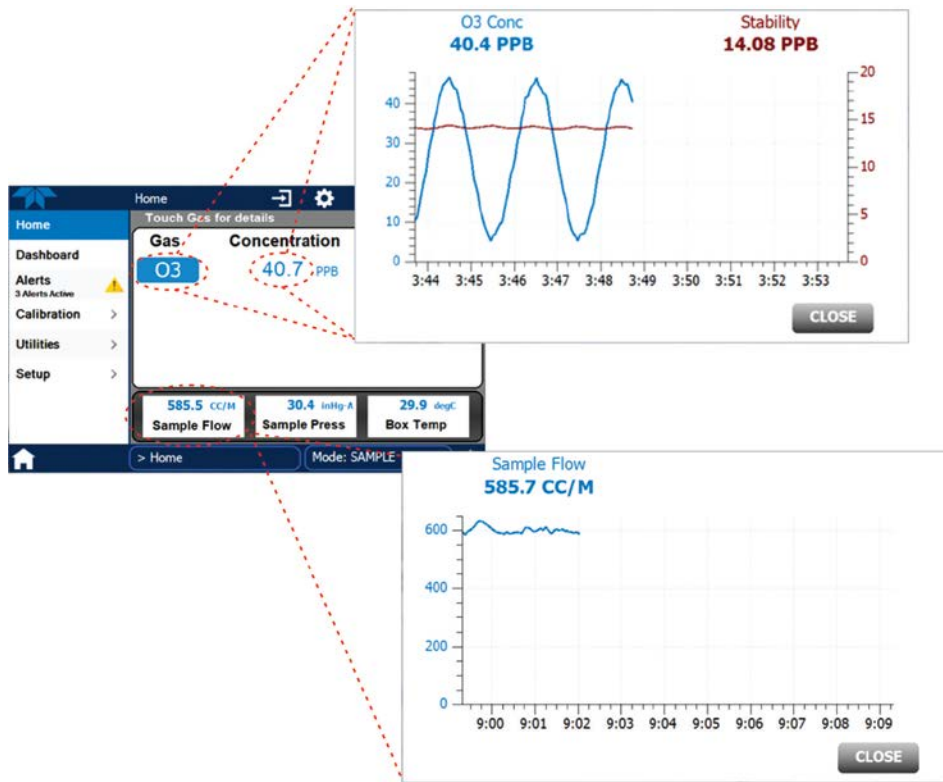 O3 Conc
40.4 PPB
Stability
14.08 PPB
40
30
20
10
0
20
15
10
5
0
3:44 3:45 3:46 3:47 3:48 3:49 3:50 3:51 3:52 3:53
CLOSE
Home
Touch Gas for details
Home
Dashboard
Alerts
3 Alerts Active
Calibration >
Utilities >
Setup >
Gas Concentration
O3 40.7 PPB
585.5 CC/M
Sample Flow
30.4 inHg-A
Sample Press
29.9 degC
Box Temp
> Home
Mode: SAMPLE
Sample Flow
585.7 CC/M
600
400
200
0
9:00 9:01 9:02 9:03 9:04 9:05 9:06 9:07 9:08 9:09
CLOSE